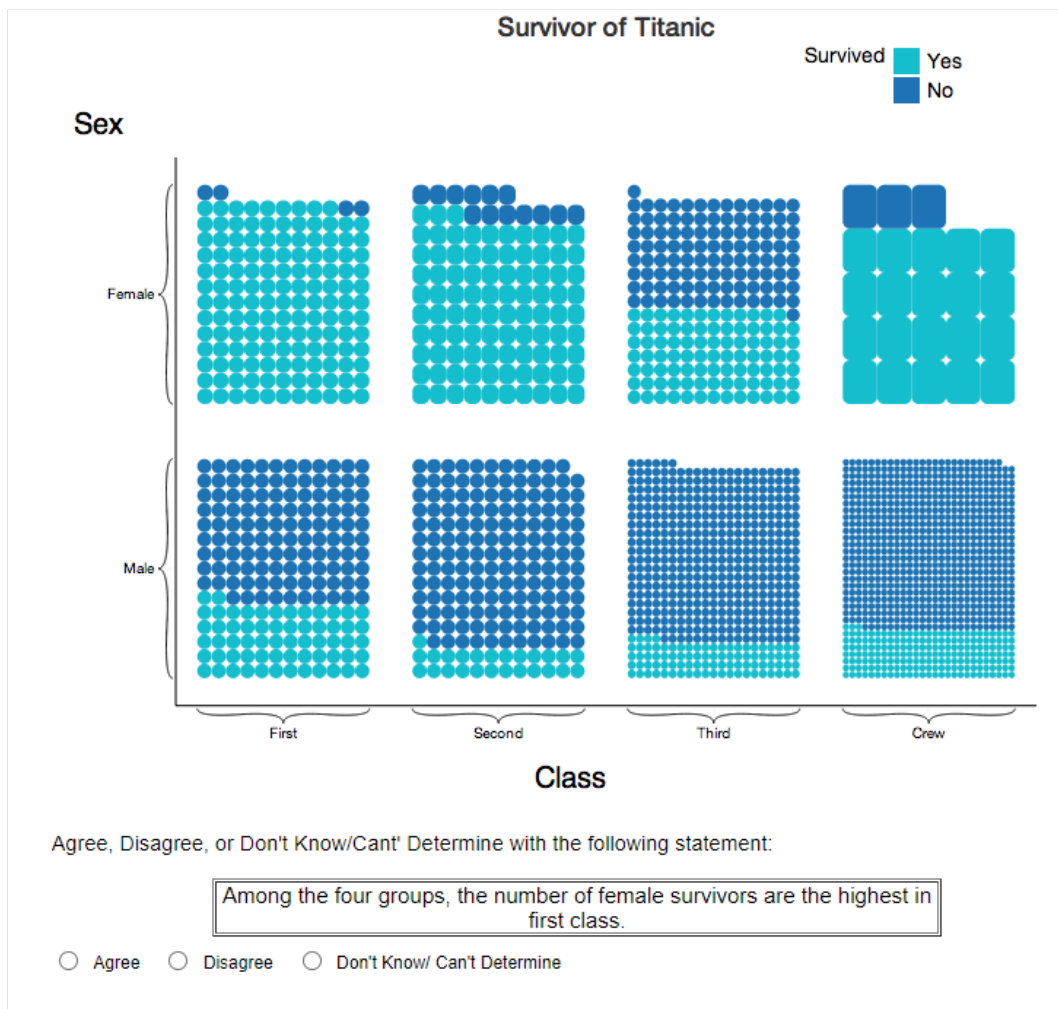 Survivor of Titanic
Survived
Yes
No
Sex
Female
Male
First
Second
Third
Crew
Class
Agree, Disagree, or Don't Know/Cant' Determine with the following statement:
Among the four groups, the number of female survivors are the highest in
first class.
Agree
Disagree
Don't Know/ Can't Determine